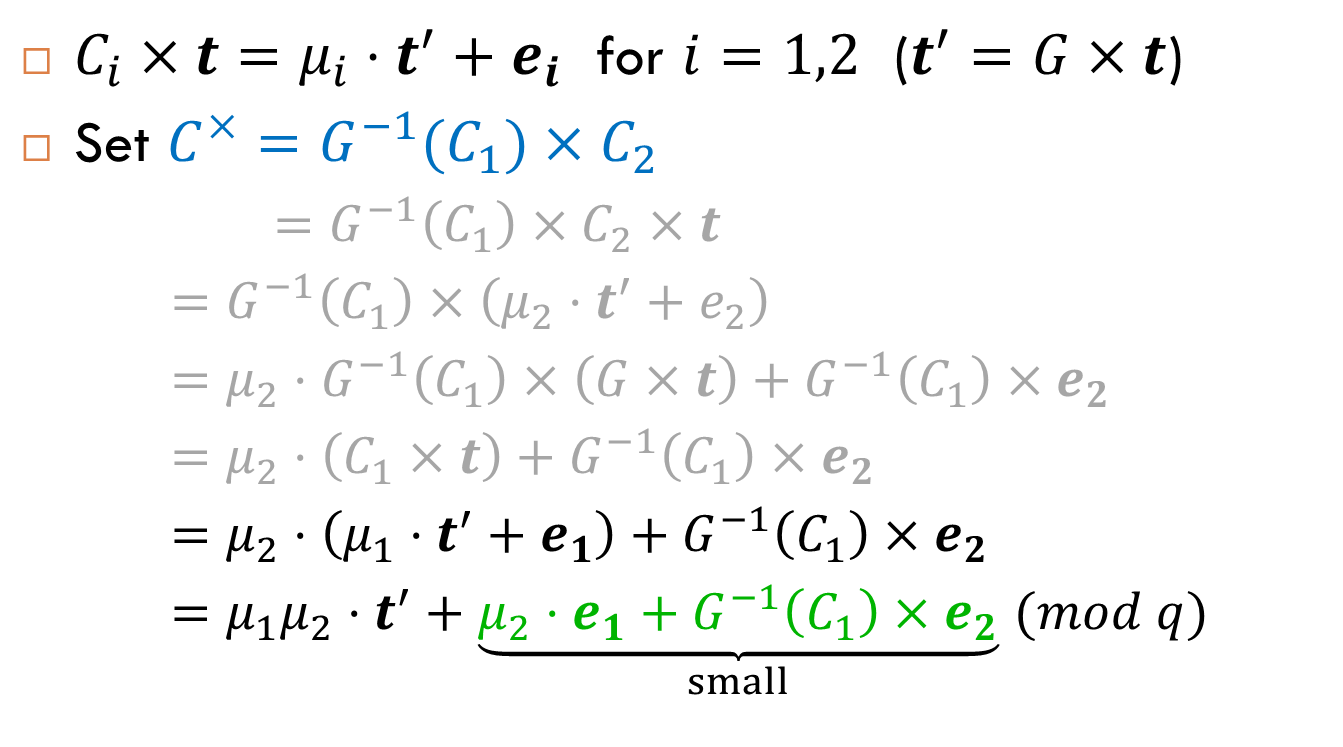 □ C_i × t = μ_i · t′ + e_i for i = 1,2 (t′ = G × t)
□ Set C^× = G^{−1}(C_1) × C_2
= G^{−1}(C_1) × C_2 × t
= G^{−1}(C_1) × (μ_2 · t′ + e_2)
= μ_2 · G^{−1}(C_1) × (G × t) + G^{−1}(C_1) × e_2
= μ_2 · (C_1 × t) + G^{−1}(C_1) × e_2
= μ_2 · (μ_1 · t′ + e_1) + G^{−1}(C_1) × e_2
= μ_1μ_2 · t′ + μ_2 · e_1 + G^{−1}(C_1) × e_2 (mod q)
small